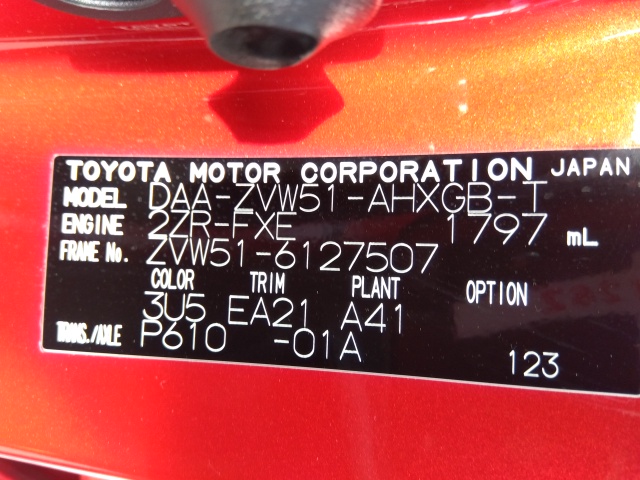 TOYOTA MOTOR CORPORATION JAPAN
MODEL DAA-ZVW51-AHXGB-T
ENGINE 2ZR-FXE 1797 mL
FRAME No. ZVW51-6127507
COLOR TRIM PLANT OPTION
3U5 EA21 A41
TRANS./AXLE P610 -01A
123